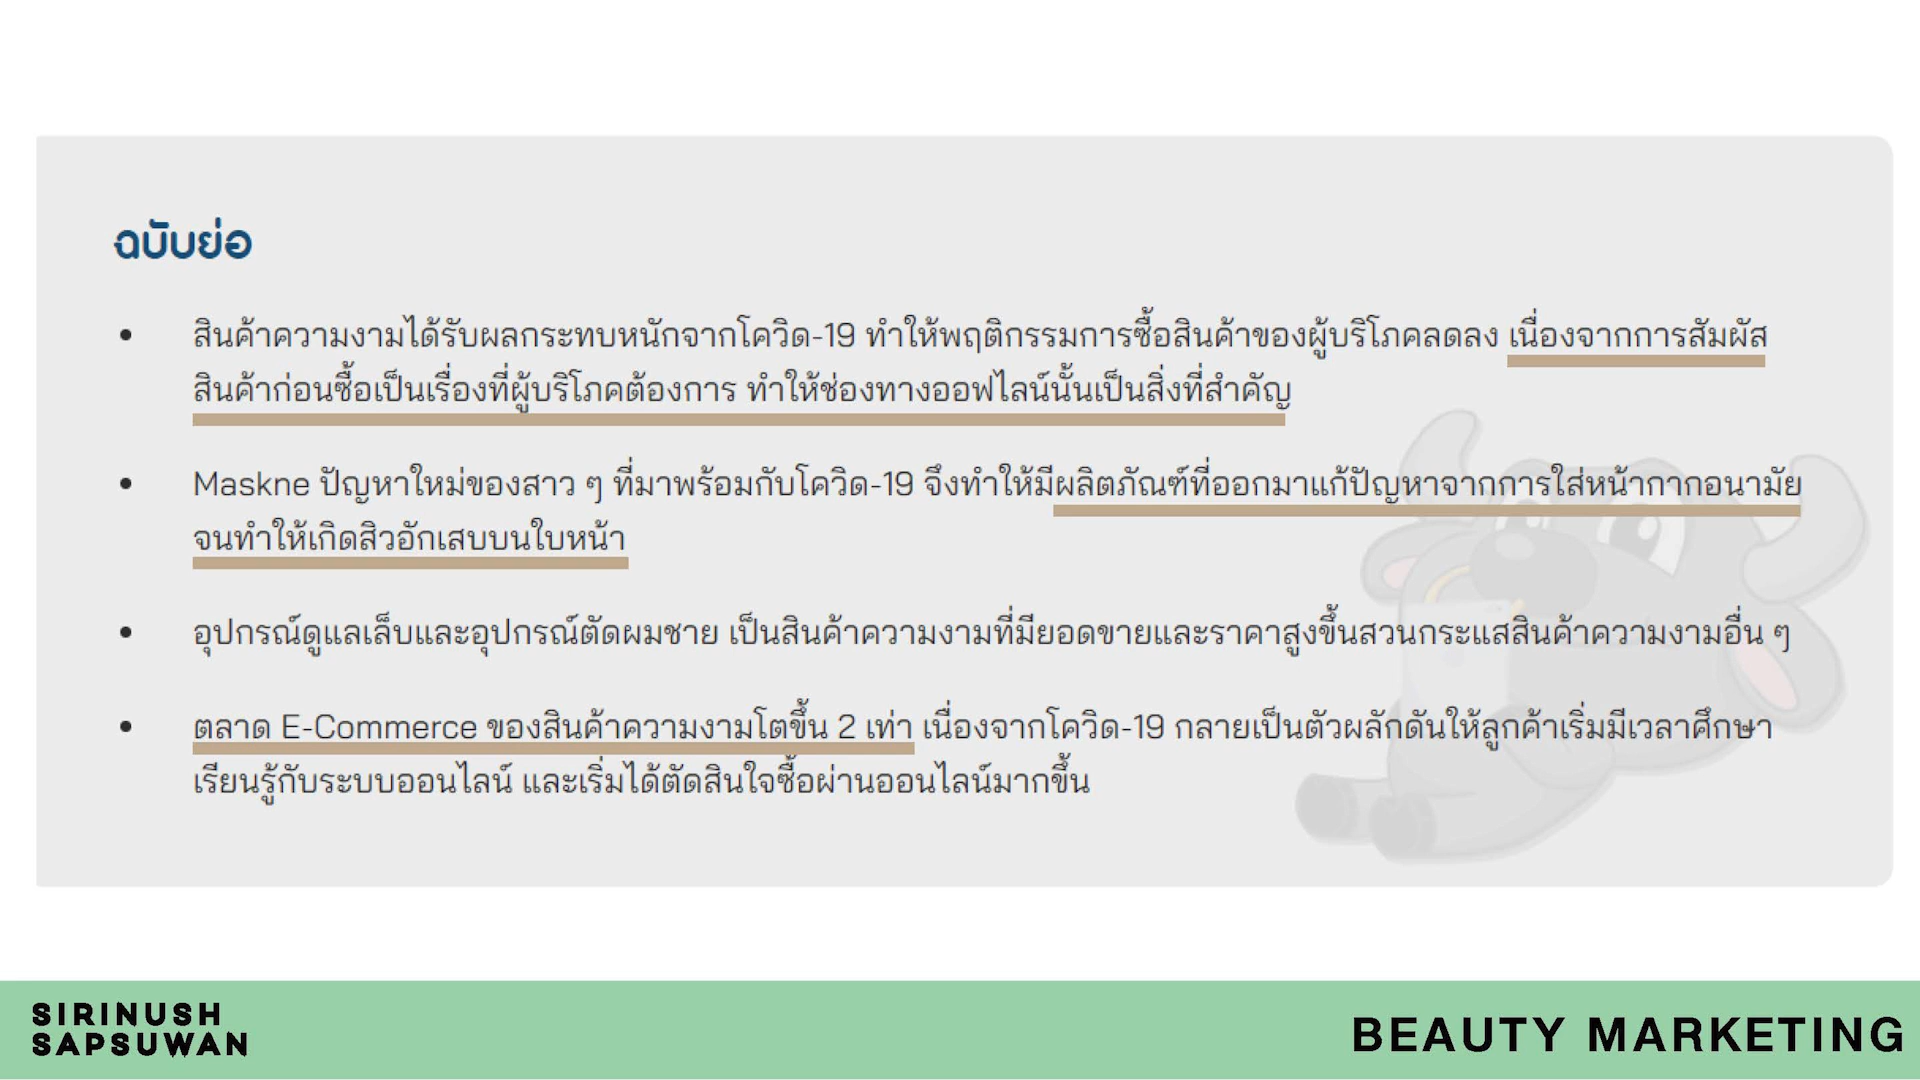 ฉบับย่อ
• สินค้าความงามได้รับผลกระทบหนักจากโควิด-19 ทำให้พฤติกรรมการซื้อสินค้าของผู้บริโภคลดลง เนื่องจากการสัมผัส
สินค้าก่อนซื้อเป็นเรื่องที่ผู้บริโภคต้องการ ทำให้ช่องทางออฟไลน์นั้นเป็นสิ่งที่สำคัญ
• Maskne ปัญหาใหม่ของสาว ๆ ที่มาพร้อมกับโควิด-19 จึงทำให้มีผลิตภัณฑ์ที่ออกมาแก้ปัญหาจากการใส่หน้ากากอนามัย
จนทำให้เกิดสิวอักเสบบนใบหน้า
• อุปกรณ์ดูแลเล็บและอุปกรณ์ตัดผมชาย เป็นสินค้าความงามที่มียอดขายและราคาสูงขึ้นสวนกระแสสินค้าความงามอื่น ๆ
• ตลาด E-Commerce ของสินค้าความงามโตขึ้น 2 เท่า เนื่องจากโควิด-19 กลายเป็นตัวผลักดันให้ลูกค้าเริ่มมีเวลาศึกษา
เรียนรู้กับระบบออนไลน์ และเริ่มได้ตัดสินใจซื้อผ่านออนไลน์มากขึ้น
SIRINUSH
SAPSUWAN
BEAUTY MARKETING